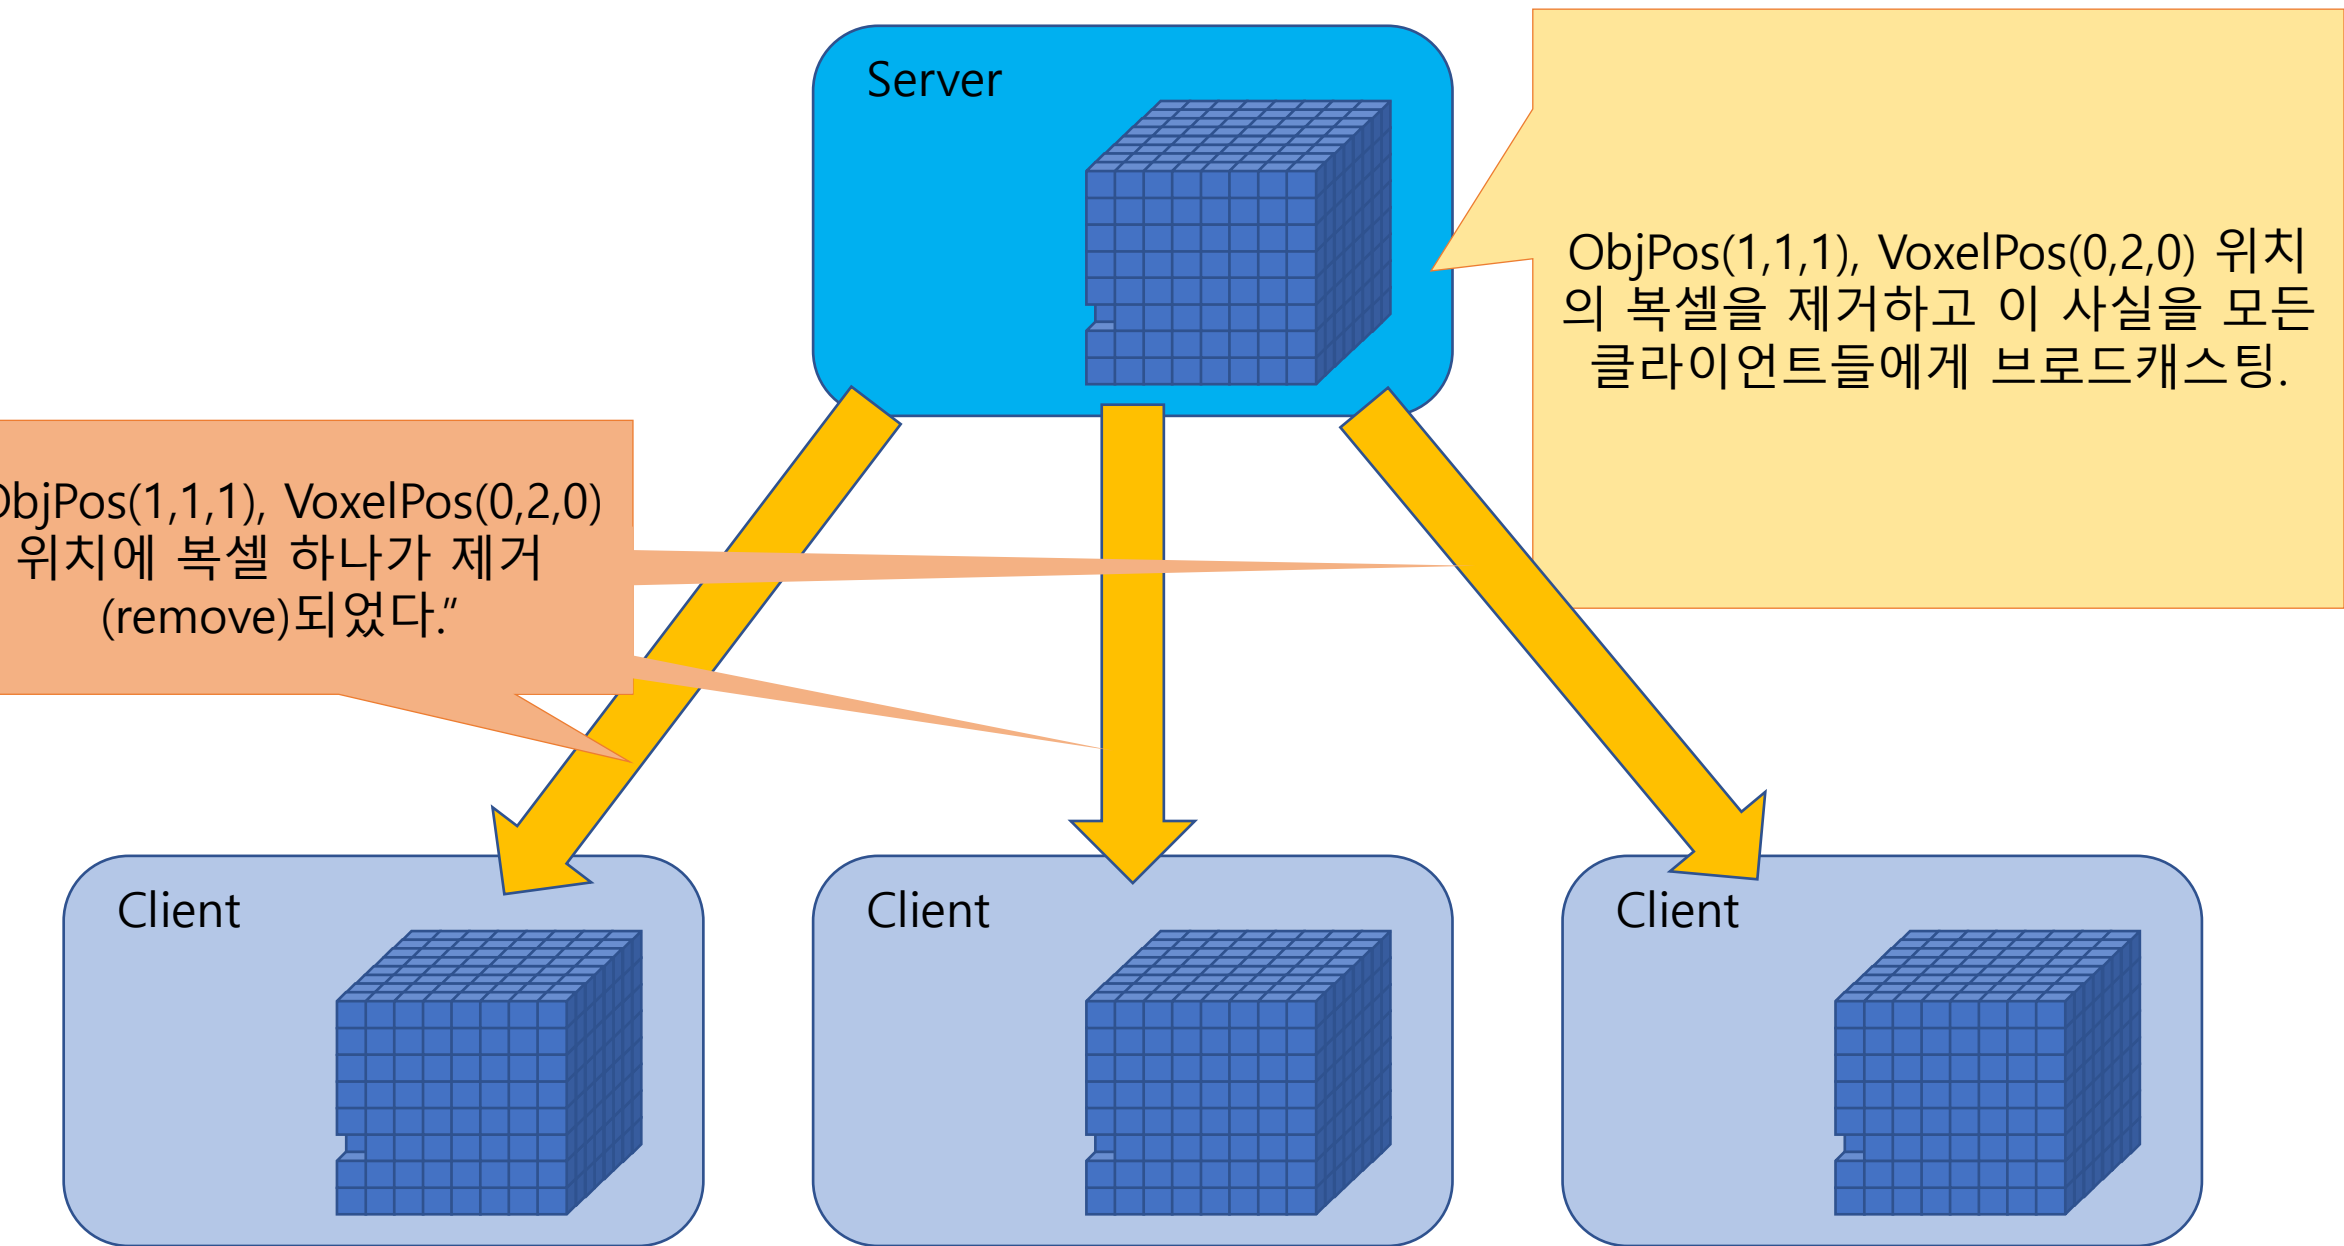 Server
ObjPos(1,1,1), VoxelPos(0,2,0) 위치
의 복셀을 제거하고 이 사실을 모든
클라이언트들에게 브로드캐스팅.
ObjPos(1,1,1), VoxelPos(0,2,0)
위치에 복셀 하나가 제거
(remove)되었다.”
Client
Client
Client